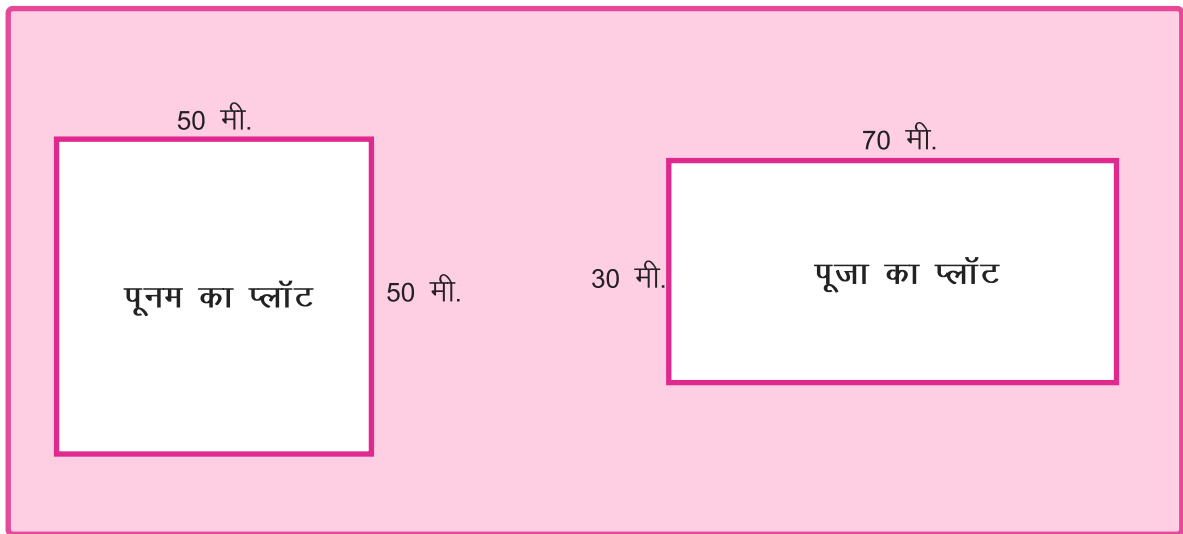 50 मी.
70 मी.
पूनम का प्लॉट
50 मी.
30 मी.
पूजा का प्लॉट